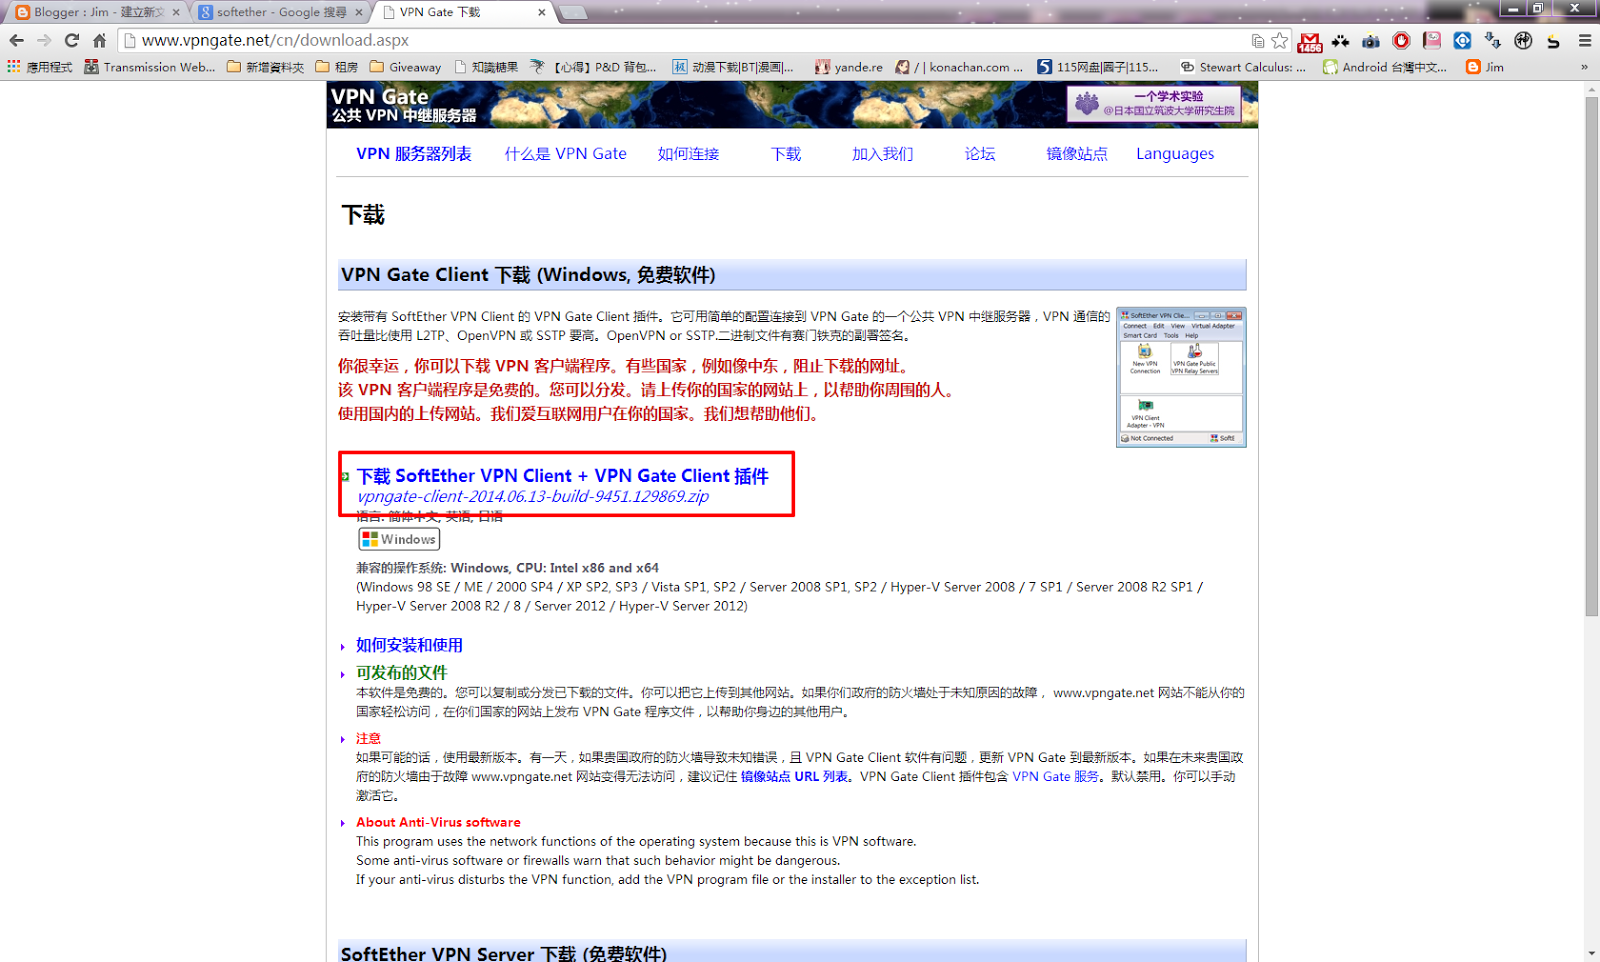 Blogger : Jim - 建立新文
softether - Google 搜尋
VPN Gate 下载
www.vpngate.net/cn/download.aspx
1456
應用程式
Transmission Web...
新增資料夾
租房
Giveaway
知識糖果
【心得】P&D 背包...
动漫下载|BT|漫画|...
yande.re
/ | konachan.com ...
115网盘|圈子|115...
Stewart Calculus: ...
Android 台灣中文...
Jim
»
VPN Gate
公共 VPN 中继服务器
一个学术实验
@日本国立筑波大学研究生院
VPN 服务器列表
什么是 VPN Gate
如何连接
下载
加入我们
论坛
镜像站点
Languages
下载
VPN Gate Client 下载 (Windows, 免费软件)
安装带有 SoftEther VPN Client 的 VPN Gate Client 插件。它可用简单的配置连接到 VPN Gate 的一个公共 VPN 中继服务器，VPN 通信的
吞吐量比使用 L2TP、OpenVPN 或 SSTP 要高。OpenVPN or SSTP.二进制文件有赛门铁克的副署签名。
你很幸运，你可以下载 VPN 客户端程序。有些国家，例如像中东，阻止下载的网址。
该 VPN 客户端程序是免费的。您可以分发。请上传你的国家的网站上，以帮助你周围的人。
使用国内的上传网站。我们爱互联网用户在你的国家。我们想帮助他们。
SoftEther VPN Clie...
Connect Edit View Virtual Adapter
Smart Card Tools Help
New VPN
Connection
VPN Gate Public
VPN Relay Servers
VPN Client
Adapter - VPN
Not Connected
SoftE
下载 SoftEther VPN Client + VPN Gate Client 插件
vpngate-client-2014.06.13-build-9451.129869.zip
语言: 简体中文, 英语, 日语
Windows
兼容的操作系统: Windows, CPU: Intel x86 and x64
(Windows 98 SE / ME / 2000 SP4 / XP SP2, SP3 / Vista SP1, SP2 / Server 2008 SP1, SP2 / Hyper-V Server 2008 / 7 SP1 / Server 2008 R2 SP1 /
Hyper-V Server 2008 R2 / 8 / Server 2012 / Hyper-V Server 2012)
如何安装和使用
可发布的文件
本软件是免费的。您可以复制或分发已下载的文件。你可以把它上传到其他网站。如果你们政府的防火墙处于未知原因的故障， www.vpngate.net 网站不能从你的
国家轻松访问，在你们国家的网站上发布 VPN Gate 程序文件，以帮助你身边的其他用户。
注意
如果可能的话，使用最新版本。有一天，如果贵国政府的防火墙导致未知错误，且 VPN Gate Client 软件有问题，更新 VPN Gate 到最新版本。如果在未来贵国政
府的防火墙由于故障 www.vpngate.net 网站变得无法访问，建议记住 镜像站点 URL 列表。VPN Gate Client 插件包含 VPN Gate 服务。默认禁用。你可以手动
激活它。
About Anti-Virus software
This program uses the network functions of the operating system because this is VPN software.
Some anti-virus software or firewalls warn that such behavior might be dangerous.
If your anti-virus disturbs the VPN function, add the VPN program file or the installer to the exception list.
SoftEther VPN Server 下载 (免费软件)